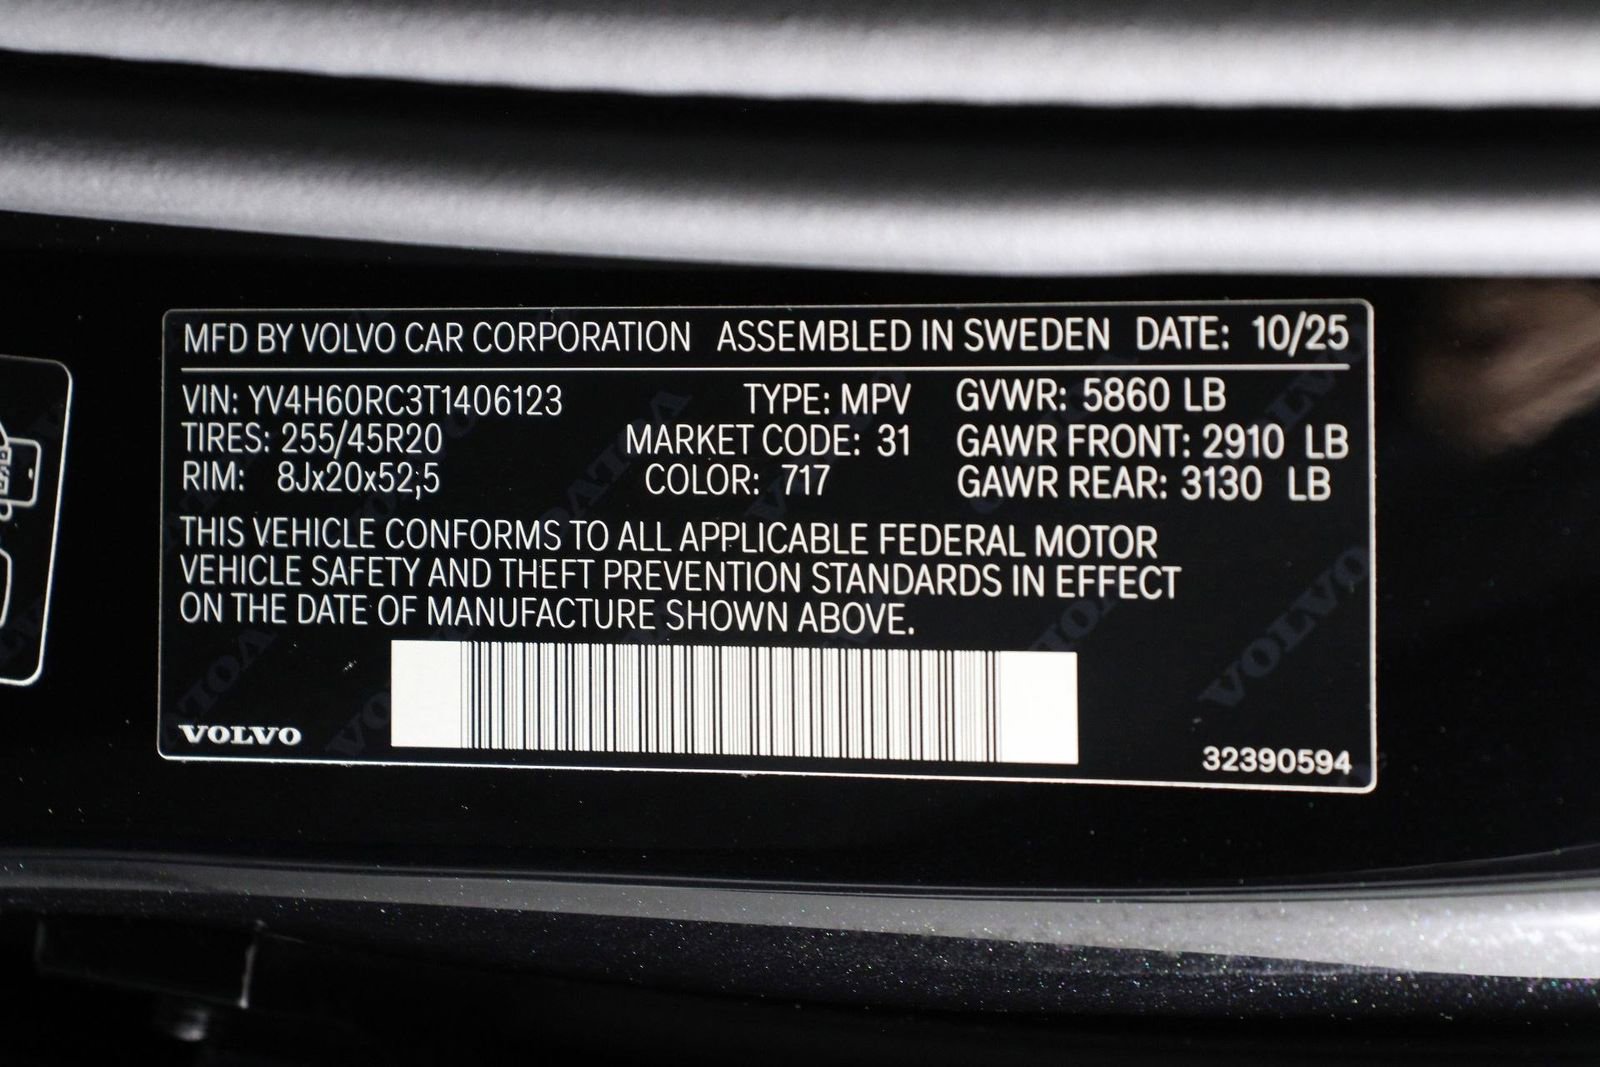 MFD BY VOLVO CAR CORPORATION ASSEMBLED IN SWEDEN DATE: 10/25
VIN: YV4H60RC3T1406123 TYPE: MPV GVWR: 5860 LB
TIRES: 255/45R20 MARKET CODE: 31 GAWR FRONT: 2910 LB
RIM: 8Jx20x52,5 COLOR: 717 GAWR REAR: 3130 LB
THIS VEHICLE CONFORMS TO ALL APPLICABLE FEDERAL MOTOR
VEHICLE SAFETY AND THEFT PREVENTION STANDARDS IN EFFECT
ON THE DATE OF MANUFACTURE SHOWN ABOVE.
VOLVO
32390594